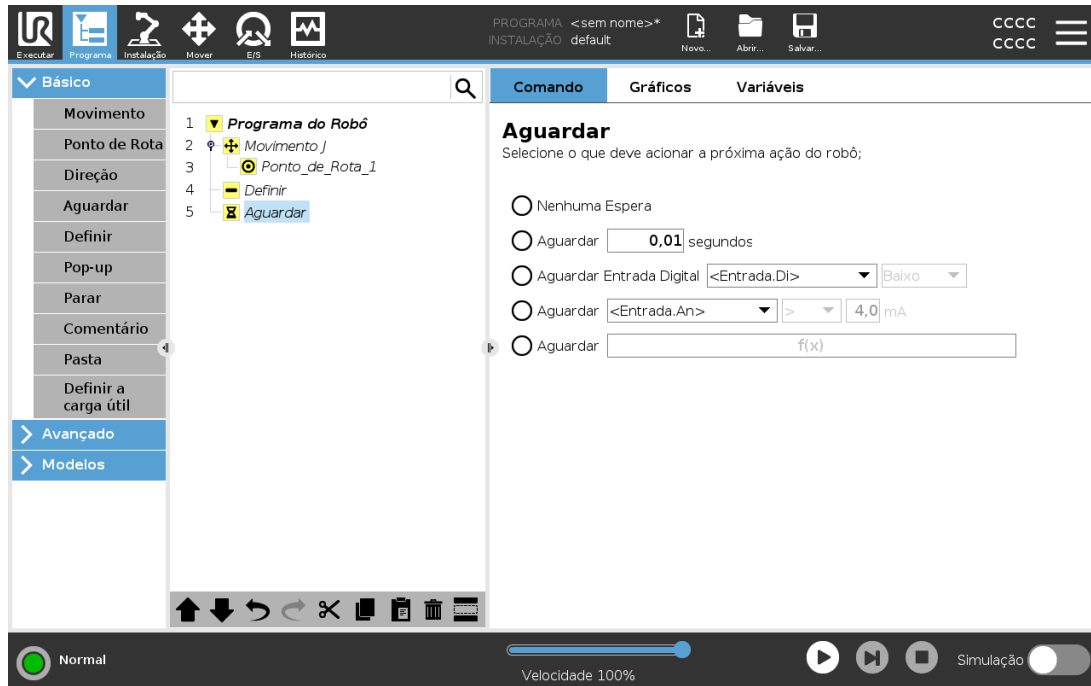 Executar
Programa
Instalação
Mover
E/S
Histórico
PROGRAMA <sem nome>*
INSTALAÇÃO default
Novo...
Abrir...
Salvar...
CCCC
CCCC
Básico
Movimento
Ponto de Rota
Direção
Aguardar
Definir
Pop-up
Parar
Comentário
Pasta
Definir a
carga útil
Avançado
Modelos
1 Programa do Robô
2 Movimento J
3 Ponto_de_Rota_1
4 Definir
5 Aguardar
Comando Gráficos Variáveis
Aguardar
Selecione o que deve acionar a próxima ação do robô;
Nenhuma Espera
Aguardar 0,01 segundos
Aguardar Entrada Digital <Entrada.Di> Baixo
Aguardar <Entrada.An> > 4,0 mA
Aguardar f(x)
Normal
Velocidade 100%
Simulação